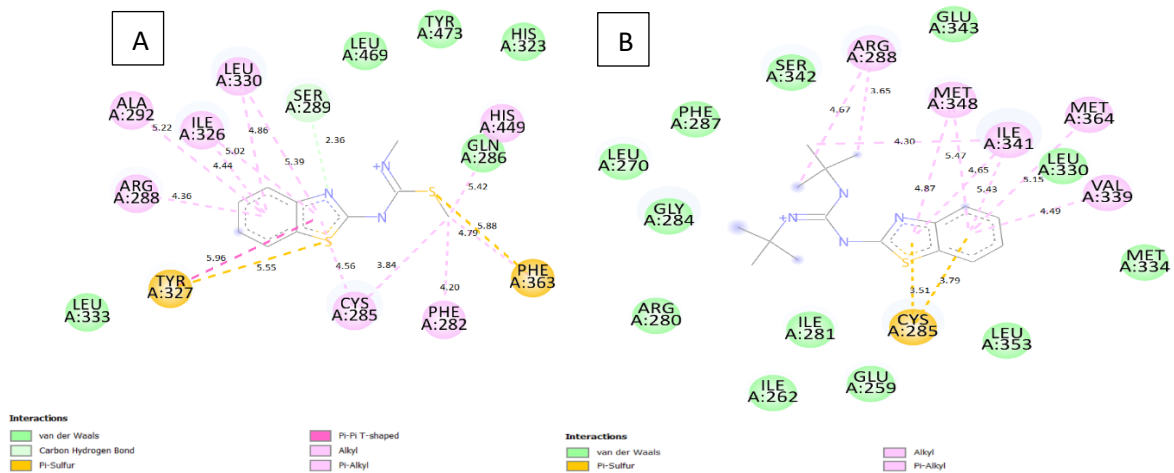 A
LEU
A:469
TYR
A:473
HIS
A:323
LEU
A:330
SER
A:289
ALA
A:292
ILE
A:326
HIS
A:449
GLN
A:286
ARG
A:288
TYR
A:327
LEU
A:333
CYS
A:285
PHE
A:282
PHE
A:363
5.22
4.86
2.36
5.02
4.44
5.39
4.36
5.42
5.88
4.79
5.96
5.55
4.56
3.84
4.20
N
N
+
S
N
S
Interactions
van der Waals
Carbon Hydrogen Bond
Pi-Sulfur
Pi-Pi T-shaped
Alkyl
Pi-Alkyl
B
GLU
A:343
ARG
A:288
SER
A:342
MET
A:348
MET
A:364
PHE
A:287
ILE
A:341
LEU
A:270
LEU
A:330
VAL
A:339
GLY
A:284
MET
A:334
ARG
A:280
ILE
A:281
CYS
A:285
LEU
A:353
ILE
A:262
GLU
A:259
3.65
4.67
4.30
5.47
4.65
4.87
5.43
5.15
4.49
3.51
3.79
N
+
N
N
N
S
Interactions
van der Waals
Pi-Sulfur
Alkyl
Pi-Alkyl